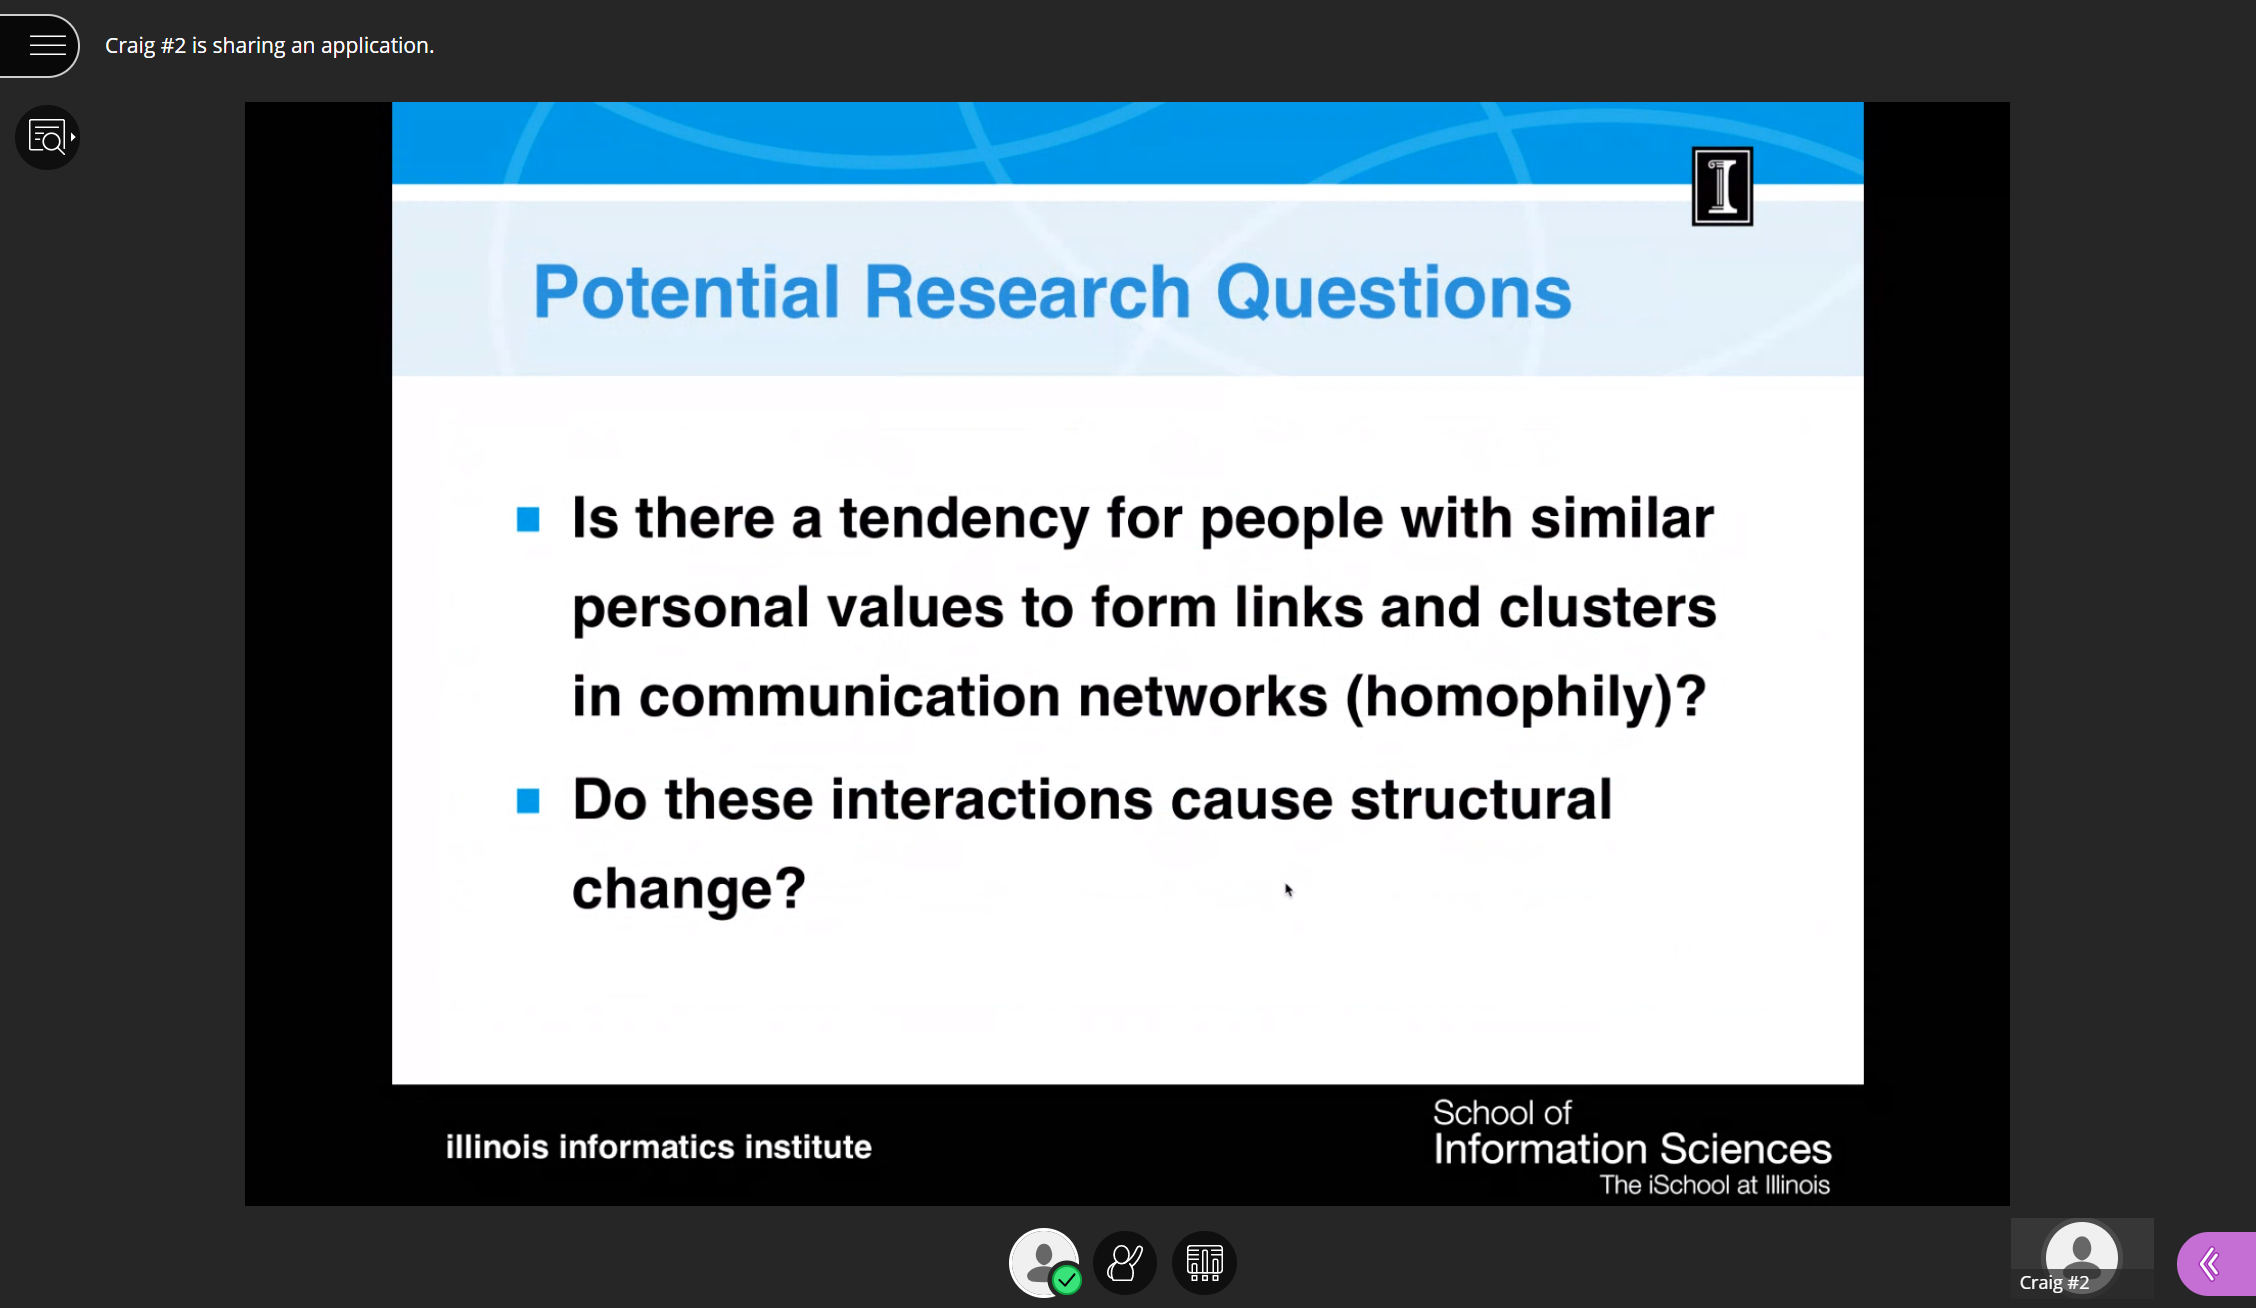 Craig #2 is sharing an application.
Potential Research Questions
Is there a tendency for people with similar
personal values to form links and clusters
in communication networks (homophily)?
Do these interactions cause structural
change?
illinois informatics institute
School of
Information Sciences
The iSchool at Illinois
Craig #2